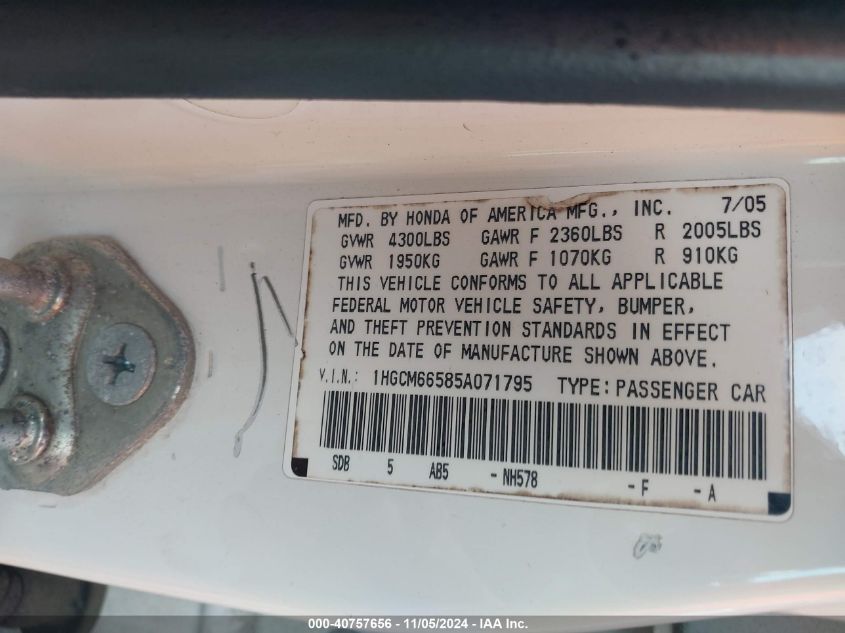 MFD. BY HONDA OF AMERICA MFG., INC. 7/05
GVWR 4300LBS GAWR F 2360LBS R 2005LBS
GVWR 1950KG GAWR F 1070KG R 910KG
THIS VEHICLE CONFORMS TO ALL APPLICABLE
FEDERAL MOTOR VEHICLE SAFETY, BUMPER,
AND THEFT PREVENTION STANDARDS IN EFFECT
ON THE DATE OF MANUFACTURE SHOWN ABOVE.
V.I.N.: 1HGCM66585A071795 TYPE: PASSENGER CAR
SDB 5 AB5 - NH578 - F - A
000-40757656 - 11/05/2024 - IAA Inc.